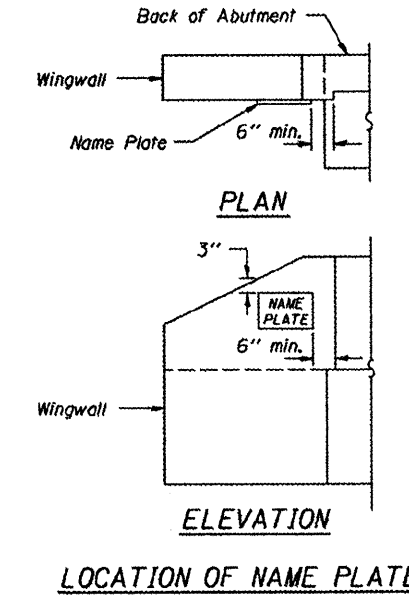 Back of Abutment
Wingwall
Name Plate
6" min.
PLAN
3"
NAME
PLATE
6" min.
Wingwall
ELEVATION
LOCATION OF NAME PLATE